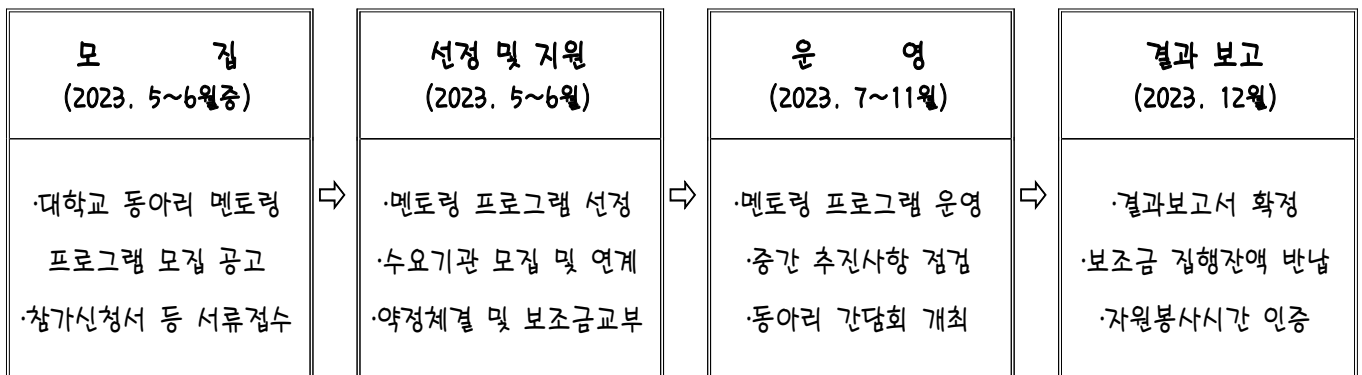 모 집
(2023. 5~6월중)
·대학교 동아리 멘토링
프로그램 모집 공고
·참가신청서 등 서류접수
⇨
선정 및 지원
(2023. 5~6월)
·멘토링 프로그램 선정
·수요기관 모집 및 연계
·약정체결 및 보조금교부
⇨
운 영
(2023. 7~11월)
·멘토링 프로그램 운영
·중간 추진사항 점검
·동아리 간담회 개최
⇨
결과 보고
(2023. 12월)
·결과보고서 확정
·보조금 집행잔액 반납
·자원봉사시간 인증